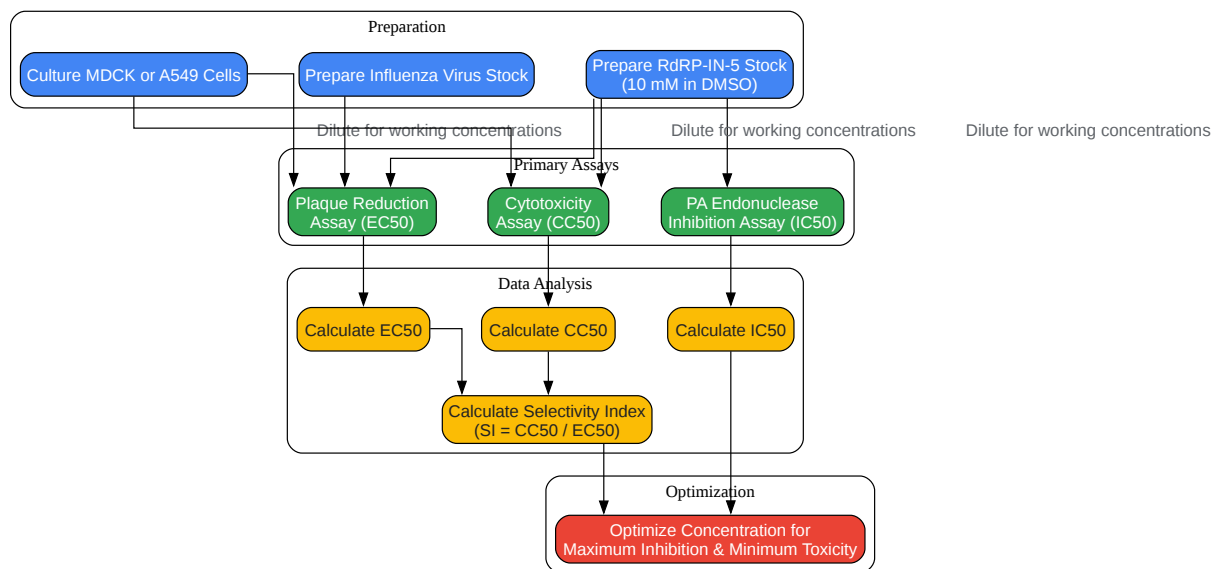 Preparation
Culture MDCK or A549 Cells
Prepare Influenza Virus Stock
Prepare RdRP-IN-5 Stock
(10 mM in DMSO)
Dilute for working concentrations
Dilute for working concentrations
Dilute for working concentrations
Primary Assays
Plaque Reduction
Assay (EC50)
Cytotoxicity
Assay (CC50)
PA Endonuclease
Inhibition Assay (IC50)
Data Analysis
Calculate EC50
Calculate CC50
Calculate IC50
Calculate Selectivity Index
(SI = CC50 / EC50)
Optimization
Optimize Concentration for
Maximum Inhibition & Minimum Toxicity